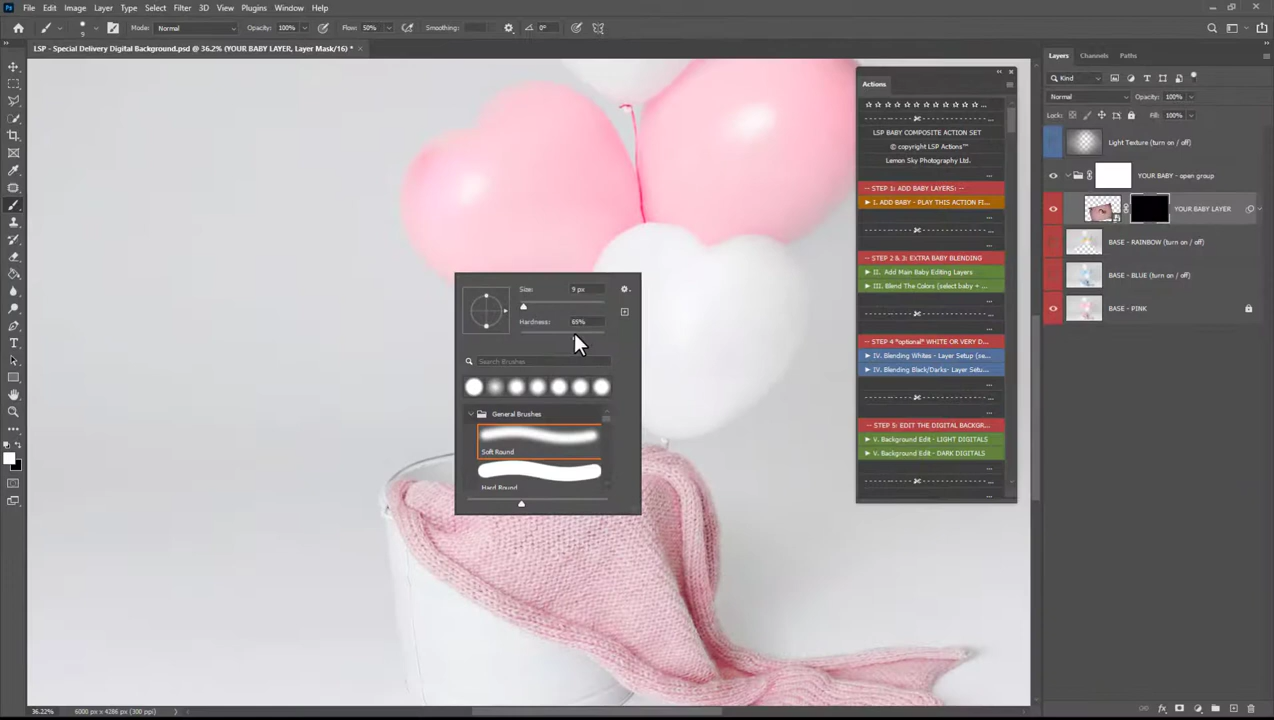 File Edit Image Layer Type Select Filter 3D View Plugins Window Help
Mode: Normal Opacity: 100% Flow: 50% Smoothing: 0°
LSP - Special Delivery Digital Background.psd @ 36.2% (YOUR BABY LAYER, Layer Mask/16) *
Actions
☆ ☆ ☆ ☆ ☆ ☆ ☆ ☆ ☆ ☆ ☆ ...
LSP BABY COMPOSITE ACTION SET
© copyright LSP Actions™
Lemon Sky Photography Ltd.
-- STEP 1: ADD BABY LAYERS: --
I. ADD BABY - PLAY THIS ACTION FI...
STEP 2 & 3: EXTRA BABY BLENDING
II. Add Main Baby Editing Layers
III. Blend The Colors (select baby + ...
STEP 4 *optional* WHITE OR VERY D...
IV. Blending Whites - Layer Setup (se...
IV. Blending Black/Darks- Layer Setu...
STEP 5: EDIT THE DIGITAL BACKGR...
V. Background Edit - LIGHT DIGITALS
V. Background Edit - DARK DIGITALS
Size: 9 px
Hardness: 69%
Search Brushes
General Brushes
Soft Round
Hard Round
Layers Channels Paths
Kind
Normal Opacity: 100%
Locks: Fill: 100%
Light Texture (turn on / off)
YOUR BABY - open group
YOUR BABY LAYER
BASE - RAINBOW (turn on / off)
BASE - BLUE (turn on / off)
BASE - PINK
36.22% 6000 px x 4286 px (300 ppi)